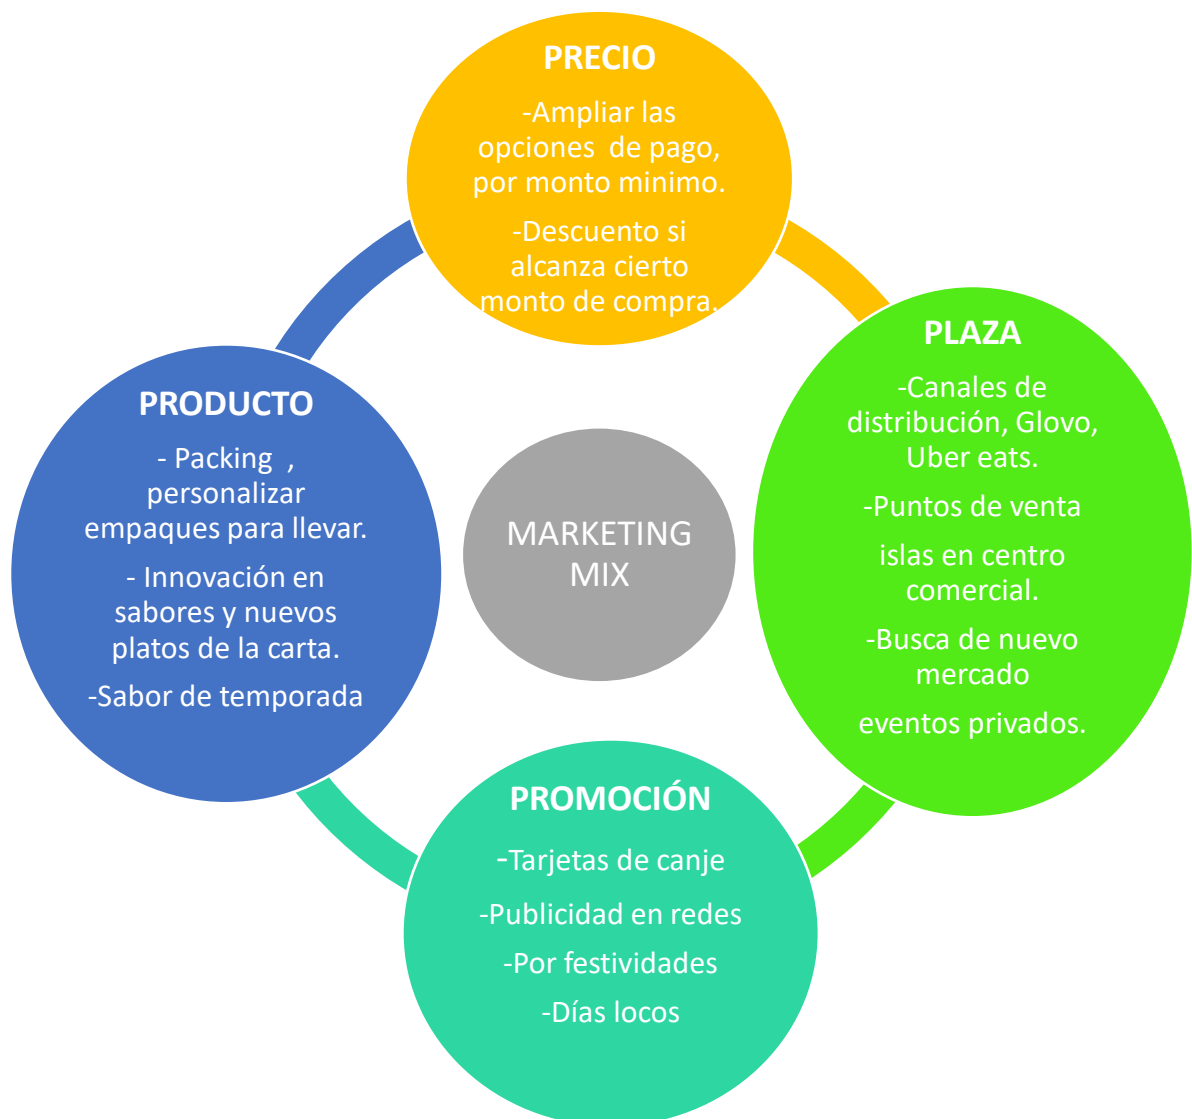 PRECIO
-Ampliar las
opciones  de pago,
por monto minimo.
-Descuento si
alcanza cierto
monto de compra.
PLAZA
-Canales de
distribución, Glovo,
Uber eats.
-Puntos de venta
islas en centro
comercial.
-Busca de nuevo
mercado
eventos privados.
PRODUCTO
- Packing  ,
personalizar
empaques para llevar.
- Innovación en
sabores y nuevos
platos de la carta.
-Sabor de temporada
MARKETING
MIX
PROMOCIÓN
-Tarjetas de canje
-Publicidad en redes
-Por festividades
-Días locos